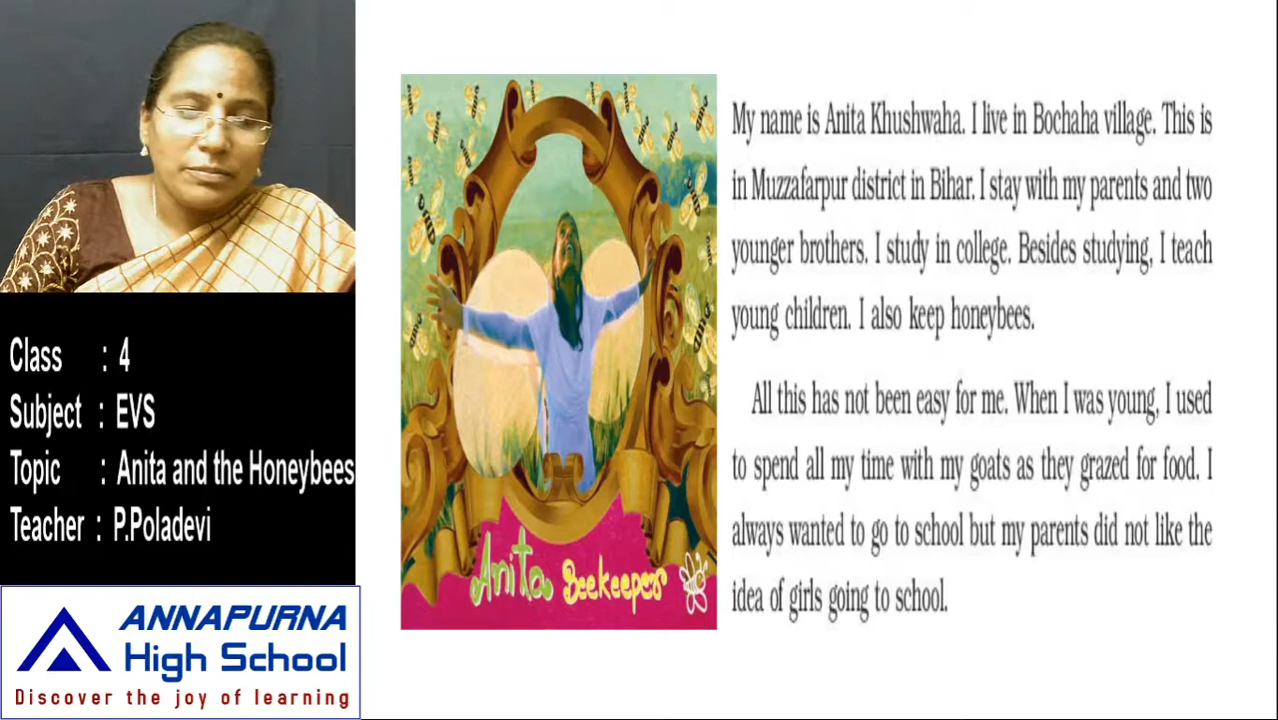 Class : 4
Subject : EVS
Topic : Anita and the Honeybees
Teacher : P.Poladevi
ANNAPURNA
High School
Discover the joy of learning
Anita Beekeeper
My name is Anita Khushwaha. I live in Bochaha village. This is
in Muzzafarpur district in Bihar. I stay with my parents and two
younger brothers. I study in college. Besides studying, I teach
young children. I also keep honeybees.
All this has not been easy for me. When I was young, I used
to spend all my time with my goats as they grazed for food. I
always wanted to go to school but my parents did not like the
idea of girls going to school.